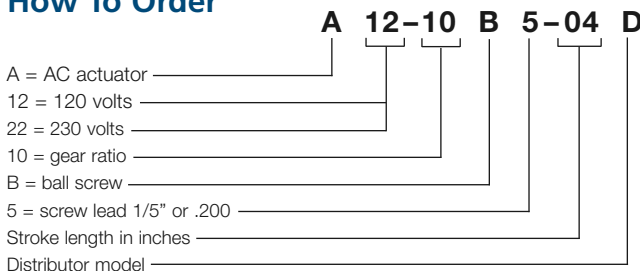 How To Order
A 12-10 B 5-04 D
A = AC actuator
12 = 120 volts
22 = 230 volts
10 = gear ratio
B = ball screw
5 = screw lead 1/5” or .200
Stroke length in inches
Distributor model